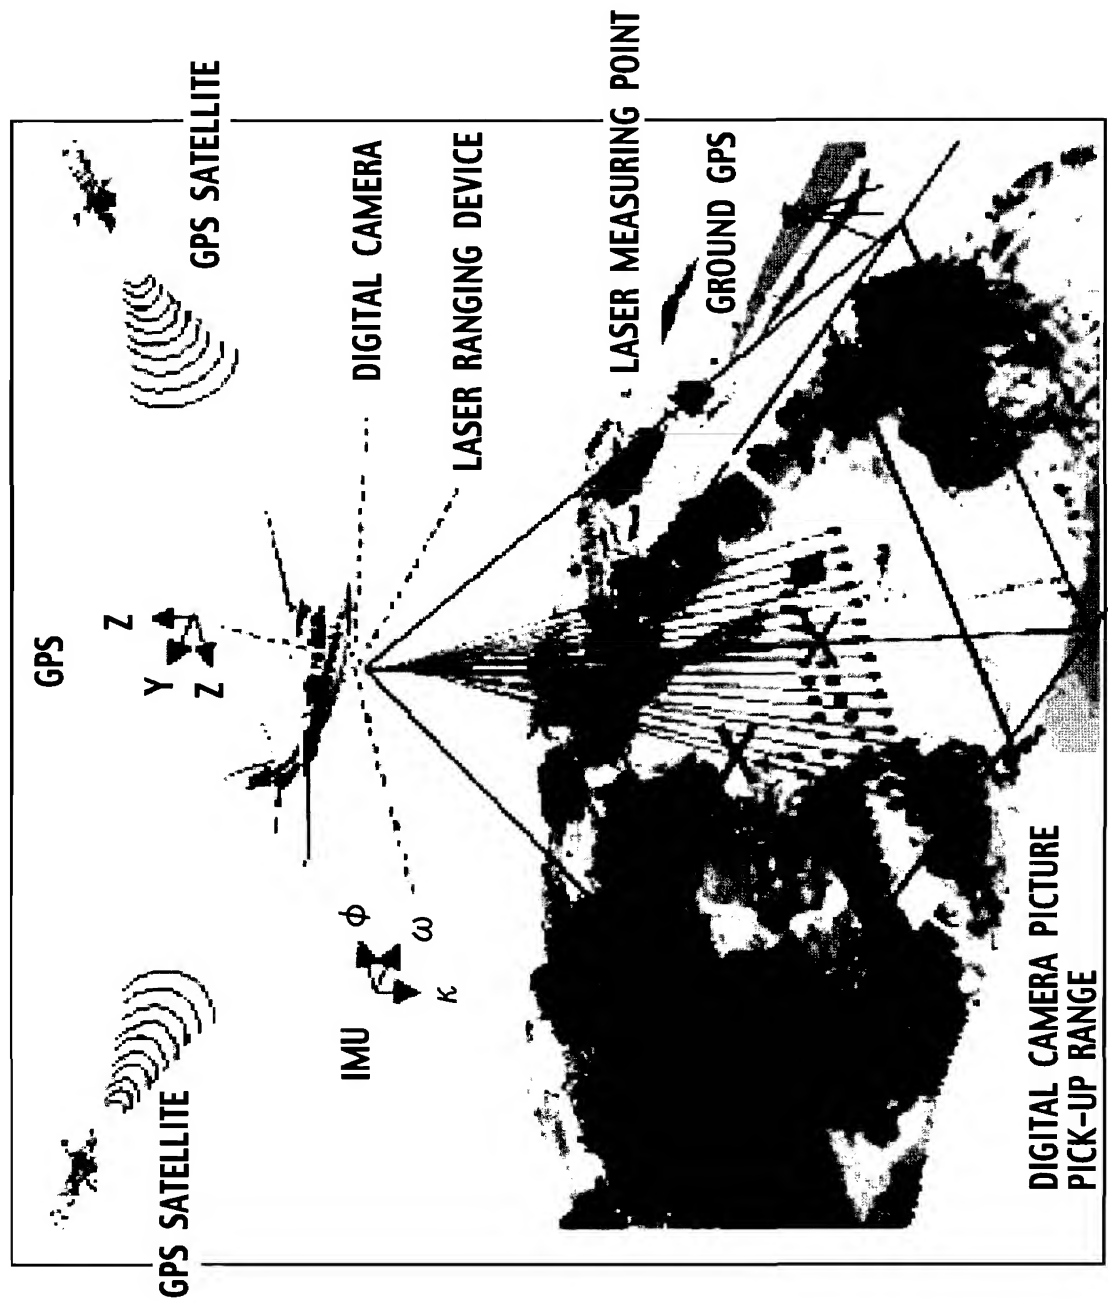 GPS
GPS SATELLITE
GPS SATELLITE
Z
Y
Z
DIGITAL CAMERA
IMU
φ
ω
κ
LASER RANGING DEVICE
LASER MEASURING POINT
GROUND GPS
DIGITAL CAMERA PICTURE
PICK-UP RANGE